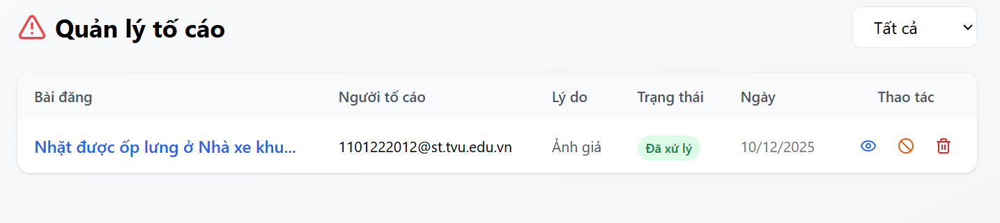 Quản lý tố cáo
Tất cả
Bài đăng Người tố cáo Lý do Trạng thái Ngày Thao tác
Nhặt được ốp lưng ở Nhà xe khu... 1101222012@st.tvu.edu.vn Ảnh giả Đã xử lý 10/12/2025